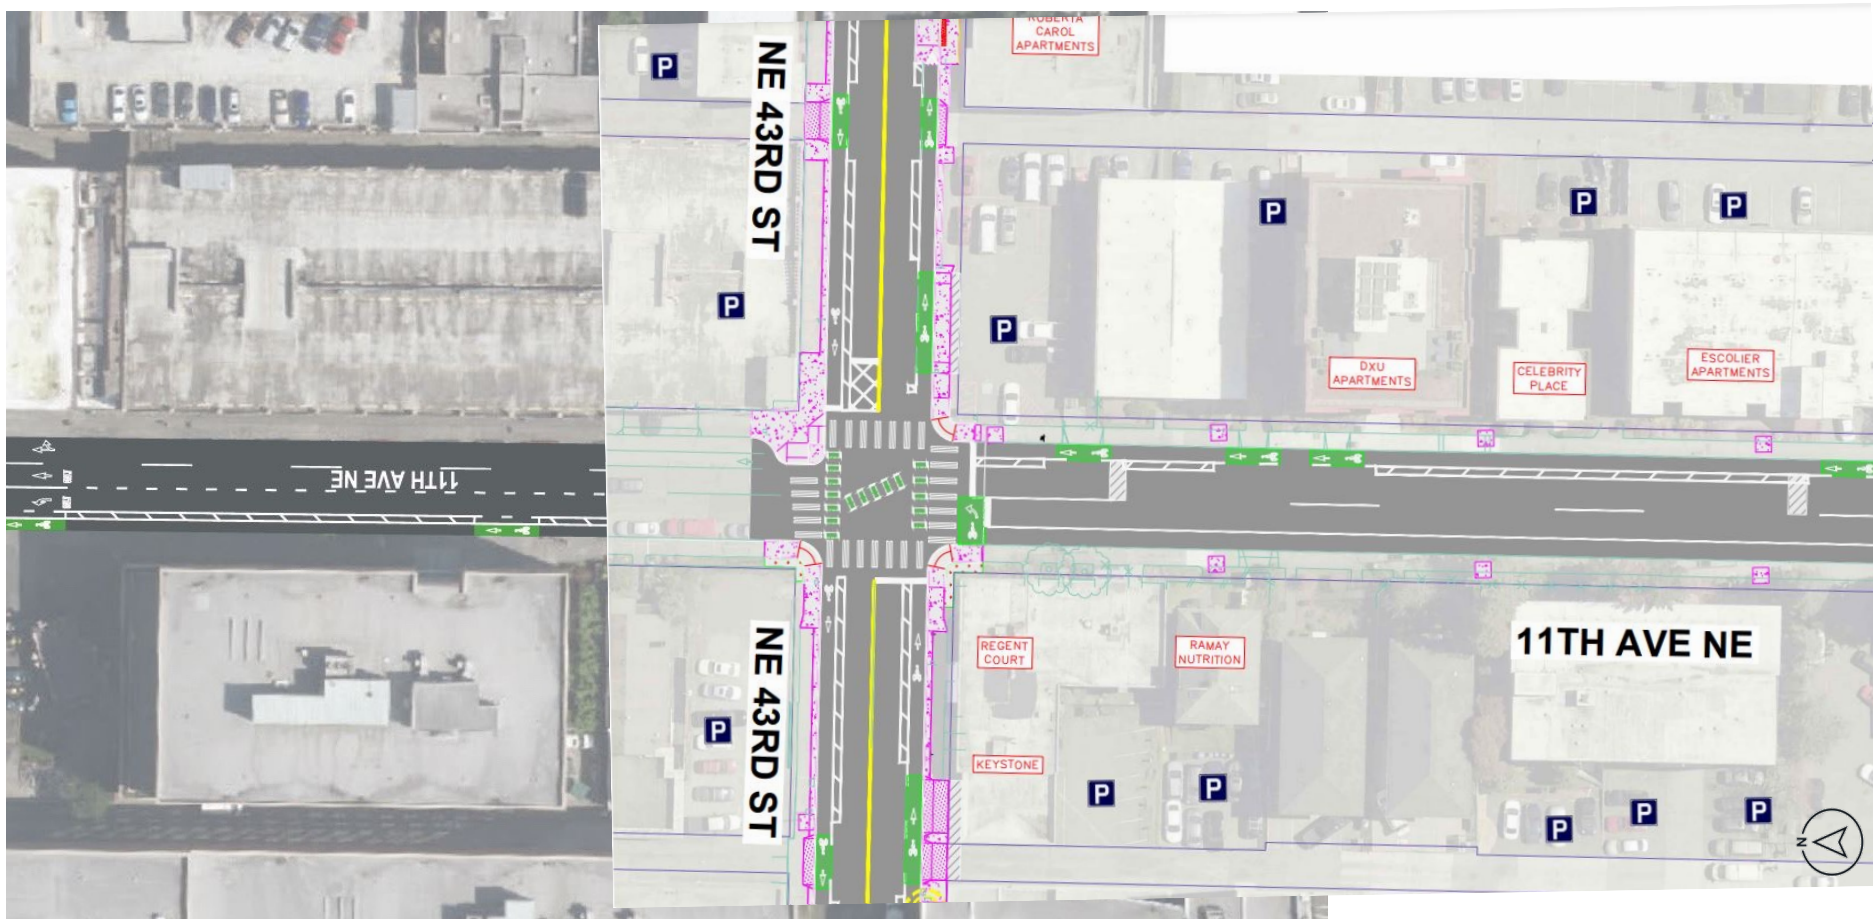 ROBERTA
CAROL
APARTMENTS
P
NE 43RD ST
P
P
P
P
P
DXU
APARTMENTS
CELEBRITY
PLACE
ESCOLIER
APARTMENTS
11TH AVE NE
REGENT
COURT
RAMAY
NUTRITION
11TH AVE NE
NE 43RD ST
P
KEYSTONE
P
P
P
P
P
N